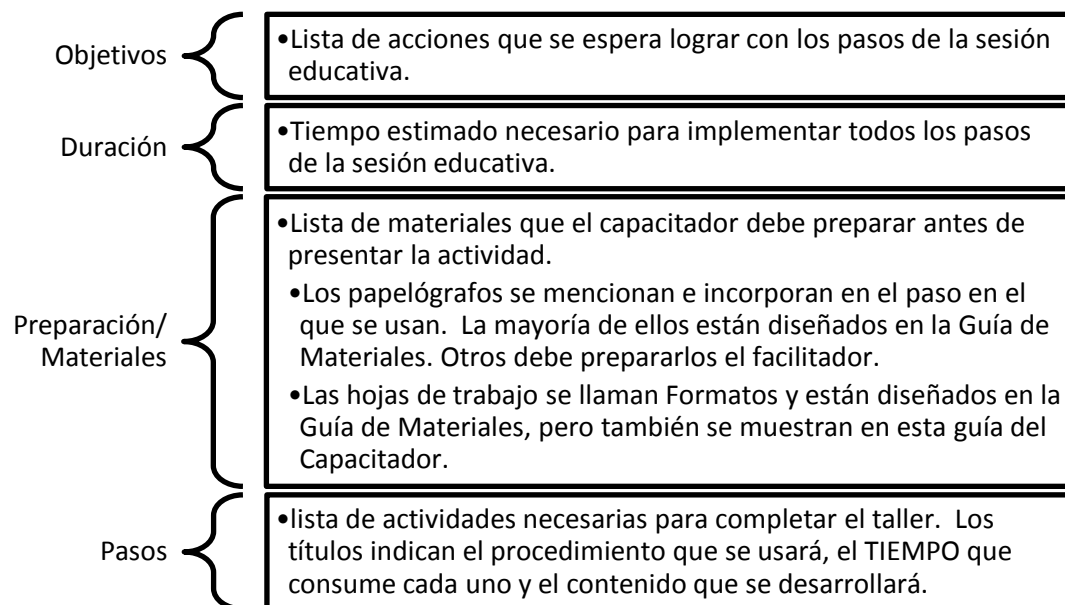 Objetivos
•Lista de acciones que se espera lograr con los pasos de la sesión
educativa.
Duración
•Tiempo estimado necesario para implementar todos los pasos
de la sesión educativa.
Preparación/
Materiales
•Lista de materiales que el capacitador debe preparar antes de
presentar la actividad.
•Los papelógrafos se mencionan e incorporan en el paso en el
que se usan.  La mayoría de ellos están diseñados en la Guía de
Materiales. Otros debe prepararlos el facilitador.
•Las hojas de trabajo se llaman Formatos y están diseñados en la
Guía de Materiales, pero también se muestran en esta guía del
Capacitador.
Pasos
•lista de actividades necesarias para completar el taller.  Los
títulos indican el procedimiento que se usará, el TIEMPO que
consume cada uno y el contenido que se desarrollará.